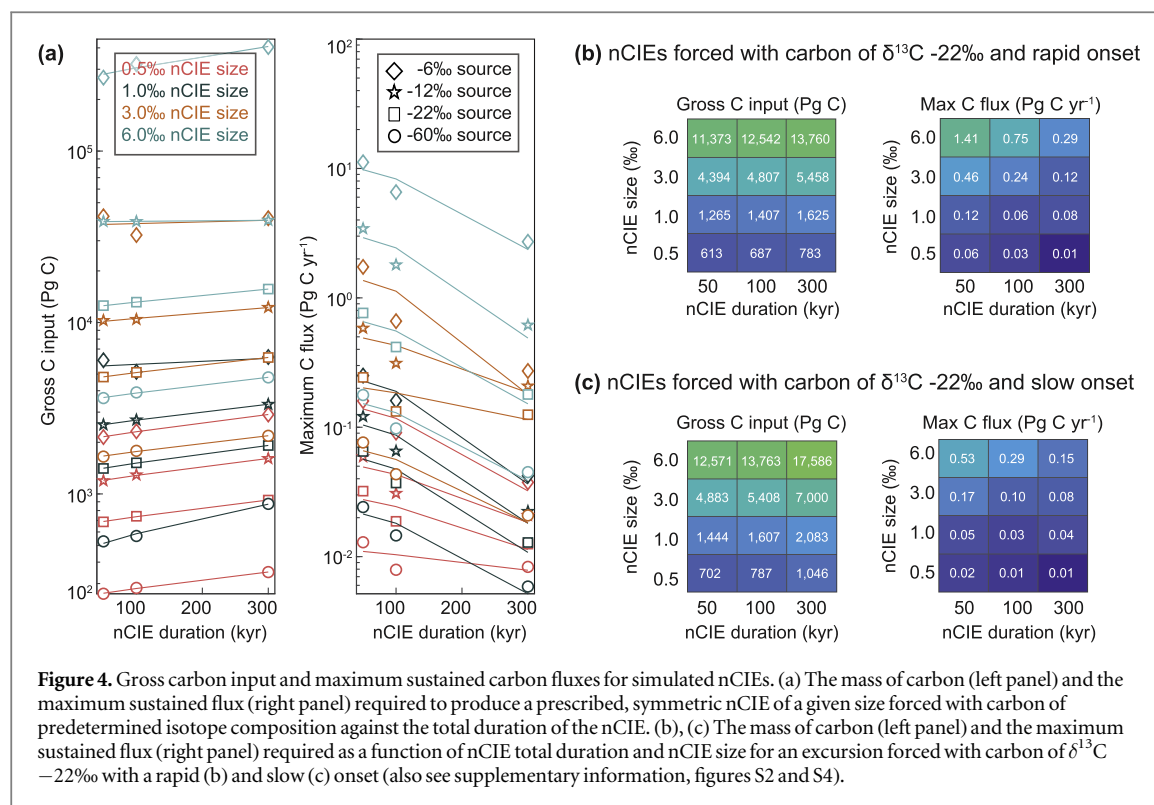 (a)
10⁵
10⁴
10³
10²
Gross C input (Pg C)
0.5‰ nCIE size
1.0‰ nCIE size
3.0‰ nCIE size
6.0‰ nCIE size
100 200 300
nCIE duration (kyr)
10²
10¹
10⁰
10⁻¹
10⁻²
Maximum C flux (Pg C yr⁻¹)
-6‰ source
-12‰ source
-22‰ source
-60‰ source
100 200 300
nCIE duration (kyr)
(b) nCIEs forced with carbon of δ¹³C -22‰ and rapid onset
Gross C input (Pg C)
nCIE size (‰)
6.0 11,373 12,542 13,760
3.0 4,394 4,807 5,458
1.0 1,265 1,407 1,625
0.5 613 687 783
50 100 300
nCIE duration (kyr)
Max C flux (Pg C yr⁻¹)
nCIE size (‰)
6.0 1.41 0.75 0.29
3.0 0.46 0.24 0.12
1.0 0.12 0.06 0.08
0.5 0.06 0.03 0.01
50 100 300
nCIE duration (kyr)
(c) nCIEs forced with carbon of δ¹³C -22‰ and slow onset
Gross C input (Pg C)
nCIE size (‰)
6.0 12,571 13,763 17,586
3.0 4,883 5,408 7,000
1.0 1,444 1,607 2,083
0.5 702 787 1,046
50 100 300
nCIE duration (kyr)
Max C flux (Pg C yr⁻¹)
nCIE size (‰)
6.0 0.53 0.29 0.15
3.0 0.17 0.10 0.08
1.0 0.05 0.03 0.04
0.5 0.02 0.01 0.01
50 100 300
nCIE duration (kyr)
Figure 4. Gross carbon input and maximum sustained carbon fluxes for simulated nCIEs. (a) The mass of carbon (left panel) and the
maximum sustained flux (right panel) required to produce a prescribed, symmetric nCIE of a given size forced with carbon of
predetermined isotope composition against the total duration of the nCIE. (b), (c) The mass of carbon (left panel) and the maximum
sustained flux (right panel) required as a function of nCIE total duration and nCIE size for an excursion forced with carbon of δ¹³C
−22‰ with a rapid (b) and slow (c) onset (also see supplementary information, figures S2 and S4).